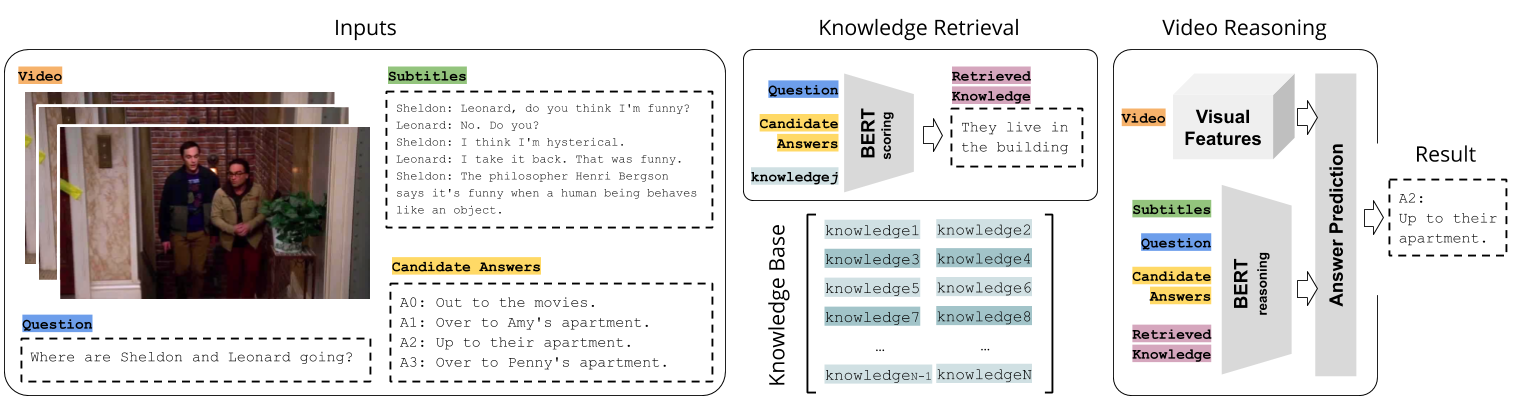 Inputs
Video
Subtitles
Sheldon: Leonard, do you think I'm funny?
Leonard: No. Do you?
Sheldon: I think I'm hysterical.
Leonard: I take it back. That was funny.
Sheldon: The philosopher Henri Bergson
says it's funny when a human being behaves
like an object.
Candidate Answers
A0: Out to the movies.
A1: Over to Amy's apartment.
A2: Up to their apartment.
A3: Over to Penny's apartment.
Question
Where are Sheldon and Leonard going?
Knowledge Retrieval
Question
Candidate
Answers
knowledgej
BERT
scoring
Retrieved
Knowledge
They live in
the building
Knowledge Base
knowledge1 knowledge2
knowledge3 knowledge4
knowledge5 knowledge6
knowledge7 knowledge8
… …
knowledgeN-1 knowledgeN
Video Reasoning
Video
Visual
Features
Subtitles
Question
Candidate
Answers
Retrieved
Knowledge
BERT
reasoning
Answer Prediction
Result
A2:
Up to their
apartment.